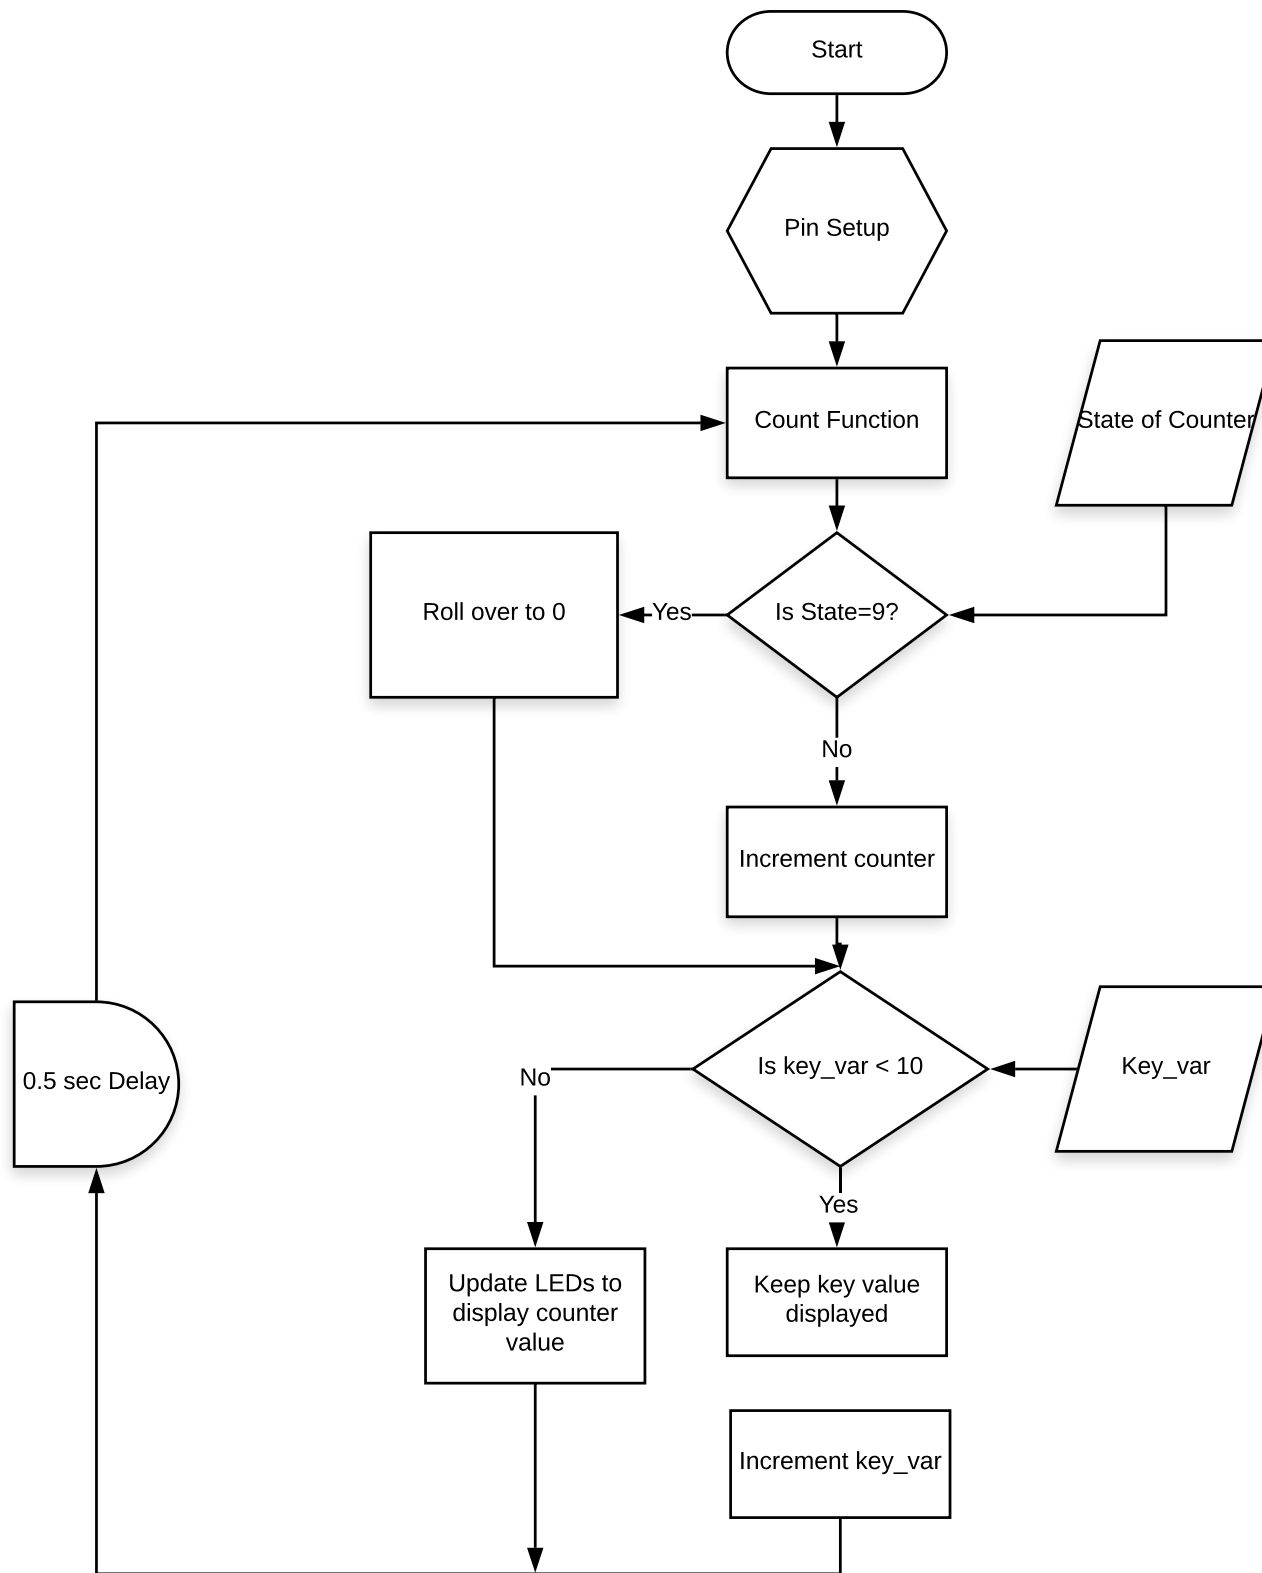 Start
Pin Setup
Count Function
State of Counter
Roll over to 0
Yes
Is State=9?
No
Increment counter
Is key_var < 10
Key_var
0.5 sec Delay
No
Yes
Update LEDs to
display counter
value
Keep key value
displayed
Increment key_var